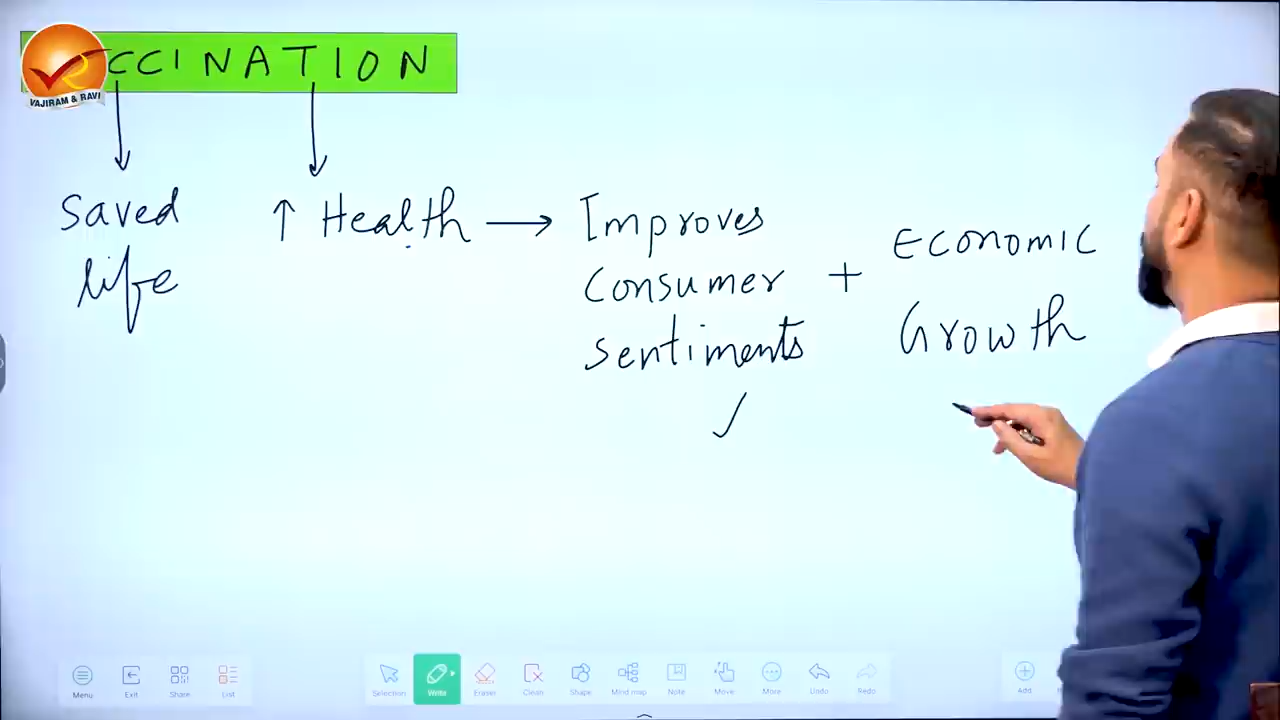 CCINATION
VAJIRAM & RAVI
Saved
life
↑ Health → Improves
Consumer
sentiments
+
Economic
Growth
Menu
Exit
Share
List
Selection
Write
Eraser
Clean
Shape
Mind map
Note
Move
More
Undo
Redo
Add